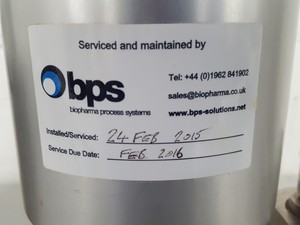 Serviced and maintained by
bps
biopharma process systems
Tel: +44 (0)1962 841902
sales@biopharma.co.uk
www.bps-solutions.net
Installed/Serviced: 24 FEB 2015
Service Due Date: FEB 2016